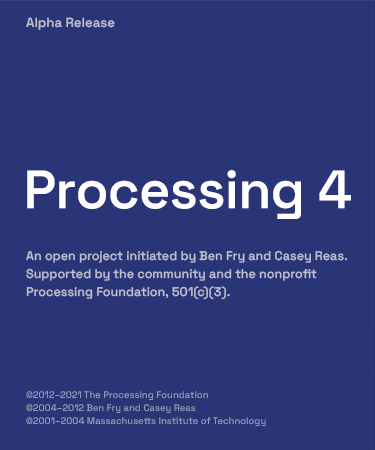 Alpha Release
Processing 4
An open project initiated by Ben Fry and Casey Reas.
Supported by the community and the nonprofit
Processing Foundation, 501(c)(3).
©2012–2021 The Processing Foundation
©2004–2012 Ben Fry and Casey Reas
©2001–2004 Massachusetts Institute of Technology